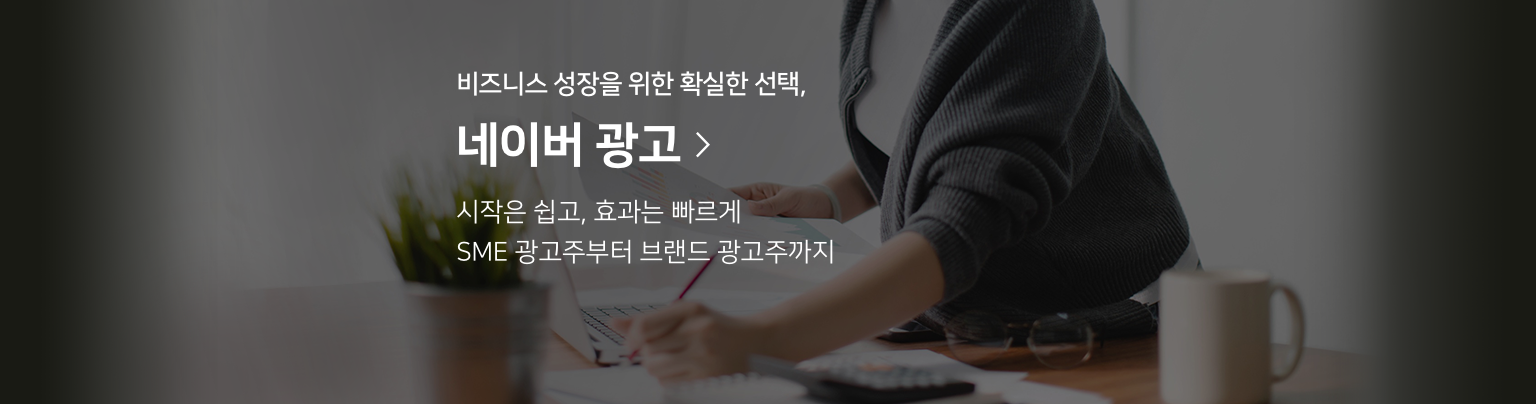 비즈니스 성장을 위한 확실한 선택,
네이버 광고 >
시작은 쉽고, 효과는 빠르게
SME 광고주부터 브랜드 광고주까지